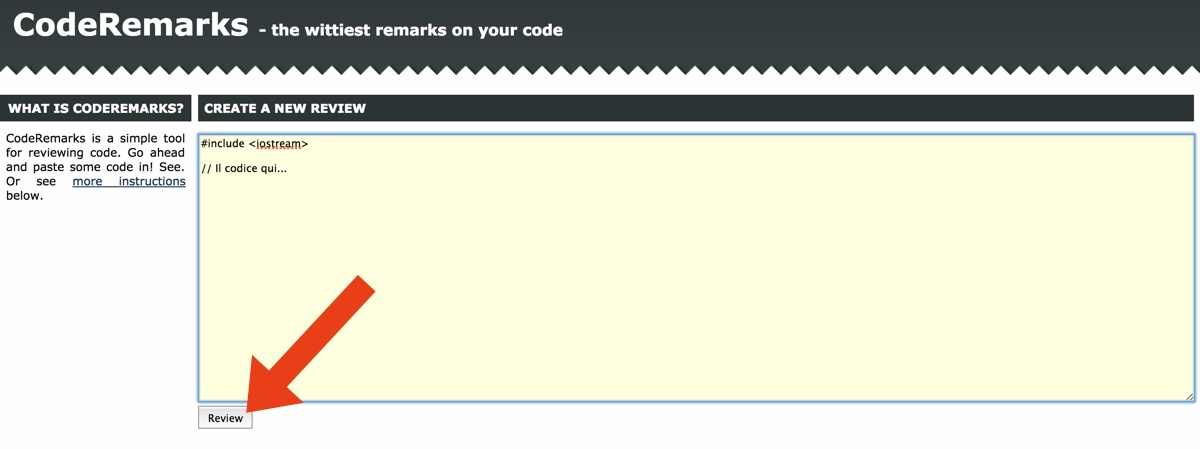 CodeRemarks - the wittiest remarks on your code
WHAT IS CODEREMARKS?
CodeRemarks is a simple tool
for reviewing code. Go ahead
and paste some code in! See.
Or see more instructions
below.
CREATE A NEW REVIEW
#include <iostream>
// Il codice qui...
Review